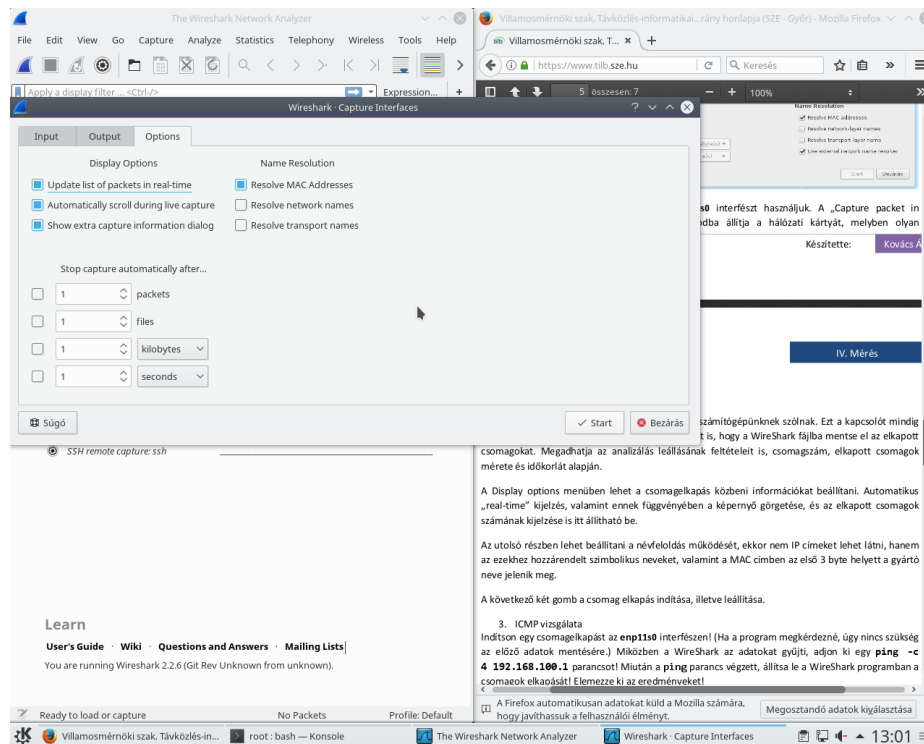 The Wireshark Network Analyzer
File Edit View Go Capture Analyze Statistics Telephony Wireless Tools Help
Apply a display filter ... <Ctrl-/>
Expression... +
Wireshark · Capture Interfaces
Input Output Options
Display Options
Update list of packets in real-time
Automatically scroll during live capture
Show extra capture information dialog
Name Resolution
Resolve MAC Addresses
Resolve network names
Resolve transport names
Stop capture automatically after...
1 packets
1 files
1 kilobytes
1 seconds
Súgó
Start
Bezárás
SSH remote capture: ssh
Learn
User's Guide · Wiki · Questions and Answers · Mailing Lists
You are running Wireshark 2.2.6 (Git Rev Unknown from unknown).
Ready to load or capture
No Packets
Profile: Default
Villamosmérnöki szak, Távközlés-informatikai...rány honlapja (SZE - Győr) - Mozilla Firefox
Villamosmérnöki szak, T...
https://www.tilb.sze.hu
Keresés
5 összesen: 7
100%
Name Resolution
Resolve MAC addresses
Resolve network-layer names
Resolve transport-layer name
Use external network name resolver
Start
Bezárás
s0 interfészt használjuk. A „Capture packet in
ódba állítja a hálózati kártyát, melyben olyan
Készítette:
Kovács Á
IV. Mérés
számítógépünknek szólnak. Ezt a kapcsolót mindig
t is, hogy a WireShark fájlba mentse el az elkapott
csomagokat. Megadhatja az analizálás leállásának feltételeit is, csomagszám, elkapott csomagok
mérete és időkorlát alapján.
A Display options menüben lehet a csomagelkapás közbeni információkat beállítani. Automatikus
„real-time” kijelzés, valamint ennek függvényében a képernyő görgetése, és az elkapott csomagok
számának kijelzése is itt állítható be.
Az utolsó részben lehet beállítani a névfeloldás működését, ekkor nem IP címeket lehet látni, hanem
az ezekhez hozzárendelt szimbolikus neveket, valamint a MAC címben az első 3 byte helyett a gyártó
neve jelenik meg.
A következő két gomb a csomag elkapás indítása, illetve leállítása.
3. ICMP vizsgálata
Indítson egy csomagelkapást az enp11s0 interfészen! (Ha a program megkérdezné, úgy nincs szükség
az előző adatok mentésére.) Miközben a WireShark az adatokat gyűjti, adjon ki egy ping -c
4 192.168.100.1 parancsot! Miután a ping parancs végzett, állítsa le a WireShark programban a
csomagok elkapását! Elemezze ki az eredményeket!
A Firefox automatikusan adatokat küld a Mozilla számára,
hogy javíthassuk a felhasználói élményt.
Megosztandó adatok kiválasztása
Villamosmérnöki szak, Távközlés-in...
root : bash — Konsole
The Wireshark Network Analyzer
Wireshark · Capture Interfaces
13:01